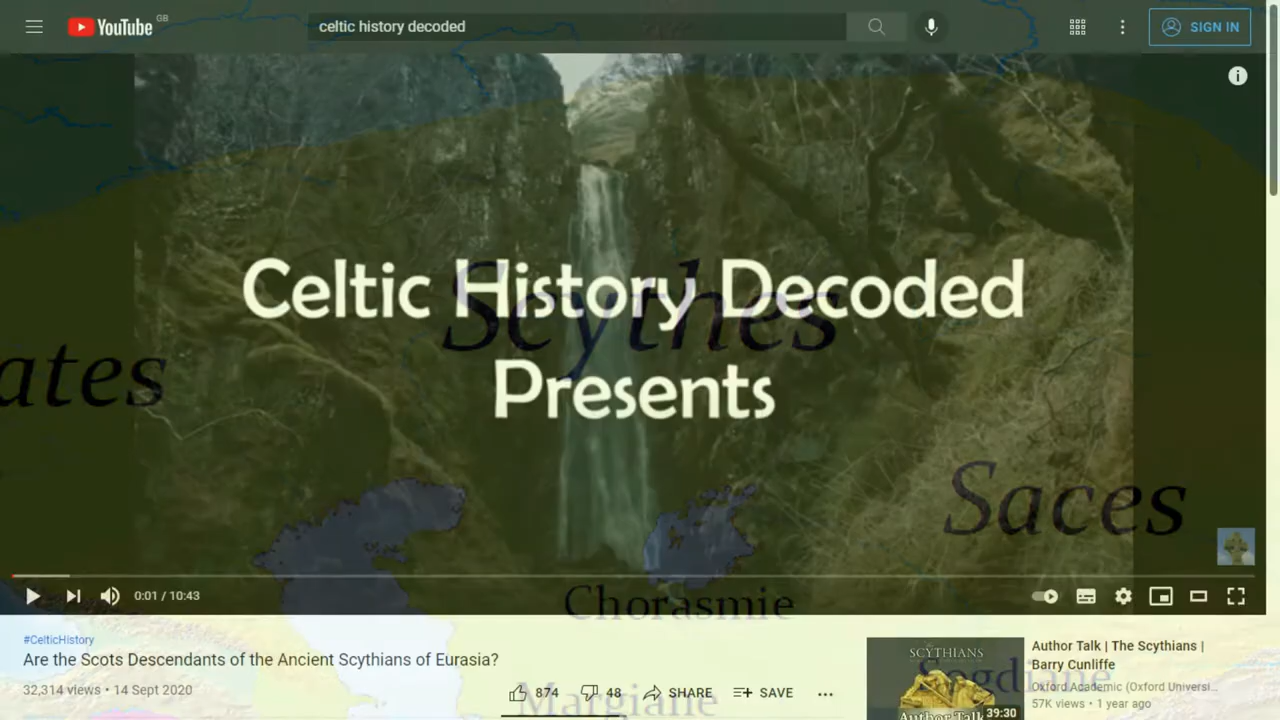 YouTube GB
celtic history decoded
SIGN IN
Celtic History Decoded
Presents
Scythes
ates
Saces
0:01 / 10:43
Chorasmie
#CelticHistory
Are the Scots Descendants of the Ancient Scythians of Eurasia?
32,314 views • 14 Sept 2020
874
48
SHARE
SAVE
Margiane
SCYTHIANS
Author Talk
39:30
Author Talk | The Scythians |
Barry Cunliffe
Sogdiane
Oxford Academic (Oxford Universi...
57K views • 1 year ago